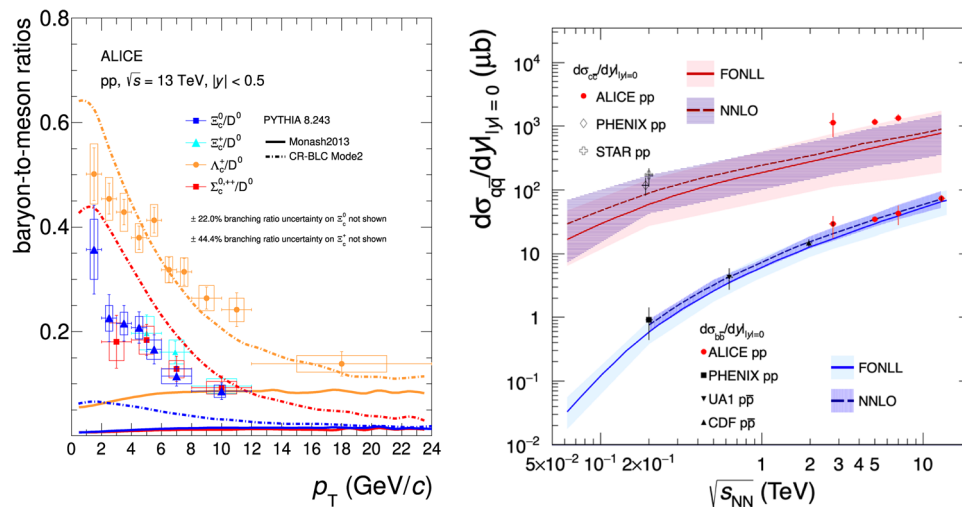 baryon-to-meson ratios
0.8
0.6
0.4
0.2
ALICE
pp, √s = 13 TeV, |y| < 0.5
Ξc⁰/D⁰
Ξc⁺/D⁰
Λc⁺/D⁰
Σc⁰,⁺⁺/D⁰
PYTHIA 8.243
Monash2013
CR-BLC Mode2
± 22.0% branching ratio uncertainty on Ξc⁰ not shown
± 44.4% branching ratio uncertainty on Ξc⁺ not shown
0 2 4 6 8 10 12 14 16 18 20 22 24
pT (GeV/c)
dσqq̄/dy||y| = 0 (μb)
10⁴
10³
10²
10
1
10⁻¹
10⁻²
dσcc̄/dy||y|=0
ALICE pp
PHENIX pp
STAR pp
FONLL
NNLO
dσbb̄/dy||y|=0
ALICE pp
PHENIX pp
UA1 pp̄
CDF pp̄
FONLL
NNLO
5×10⁻² 10⁻¹ 2×10⁻¹ 1 2 3 4 5 10
√sNN (TeV)